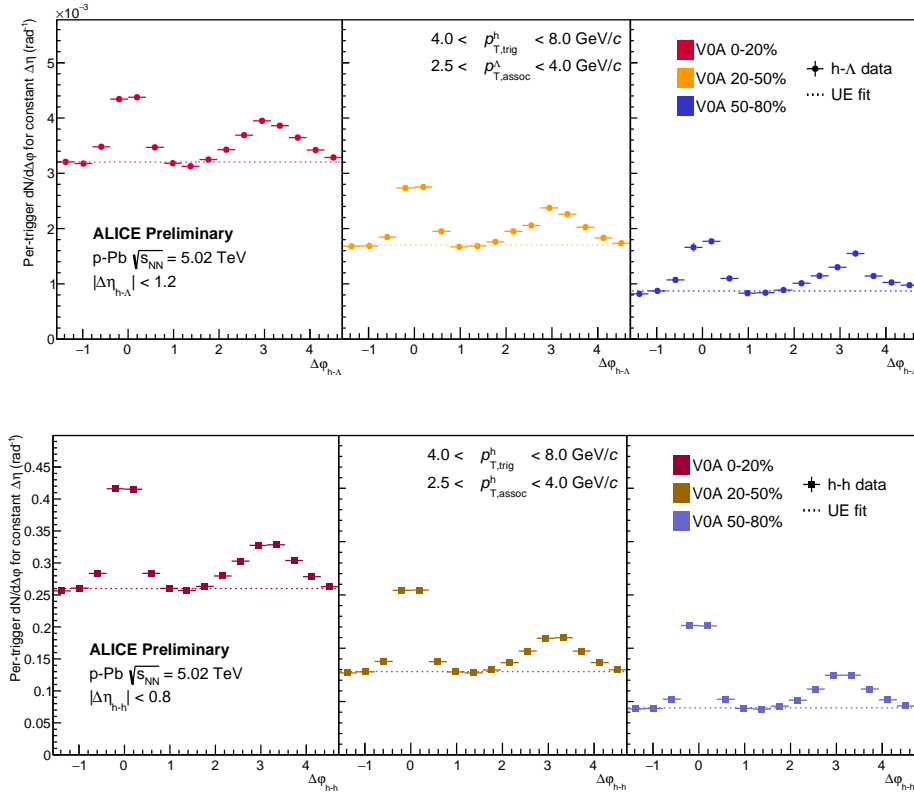 ×10⁻³
Per-trigger dN/dΔφ for constant Δη (rad⁻¹)
5
4
3
2
1
0
ALICE Preliminary
p-Pb √s_NN = 5.02 TeV
|Δη_h-Λ| < 1.2
4.0 < p^h_T,trig < 8.0 GeV/c
2.5 < p^Λ_T,assoc < 4.0 GeV/c
V0A 0-20%
V0A 20-50%
V0A 50-80%
h-Λ data
UE fit
−1 0 1 2 3 4
Δφ_h-Λ
−1 0 1 2 3 4
Δφ_h-Λ
−1 0 1 2 3 4
Δφ_h-Λ
Per-trigger dN/dΔφ for constant Δη (rad⁻¹)
0.45
0.4
0.35
0.3
0.25
0.2
0.15
0.1
0.05
0
ALICE Preliminary
p-Pb √s_NN = 5.02 TeV
|Δη_h-h| < 0.8
4.0 < p^h_T,trig < 8.0 GeV/c
2.5 < p^h_T,assoc < 4.0 GeV/c
V0A 0-20%
V0A 20-50%
V0A 50-80%
h-h data
UE fit
−1 0 1 2 3 4
Δφ_h-h
−1 0 1 2 3 4
Δφ_h-h
−1 0 1 2 3 4
Δφ_h-h